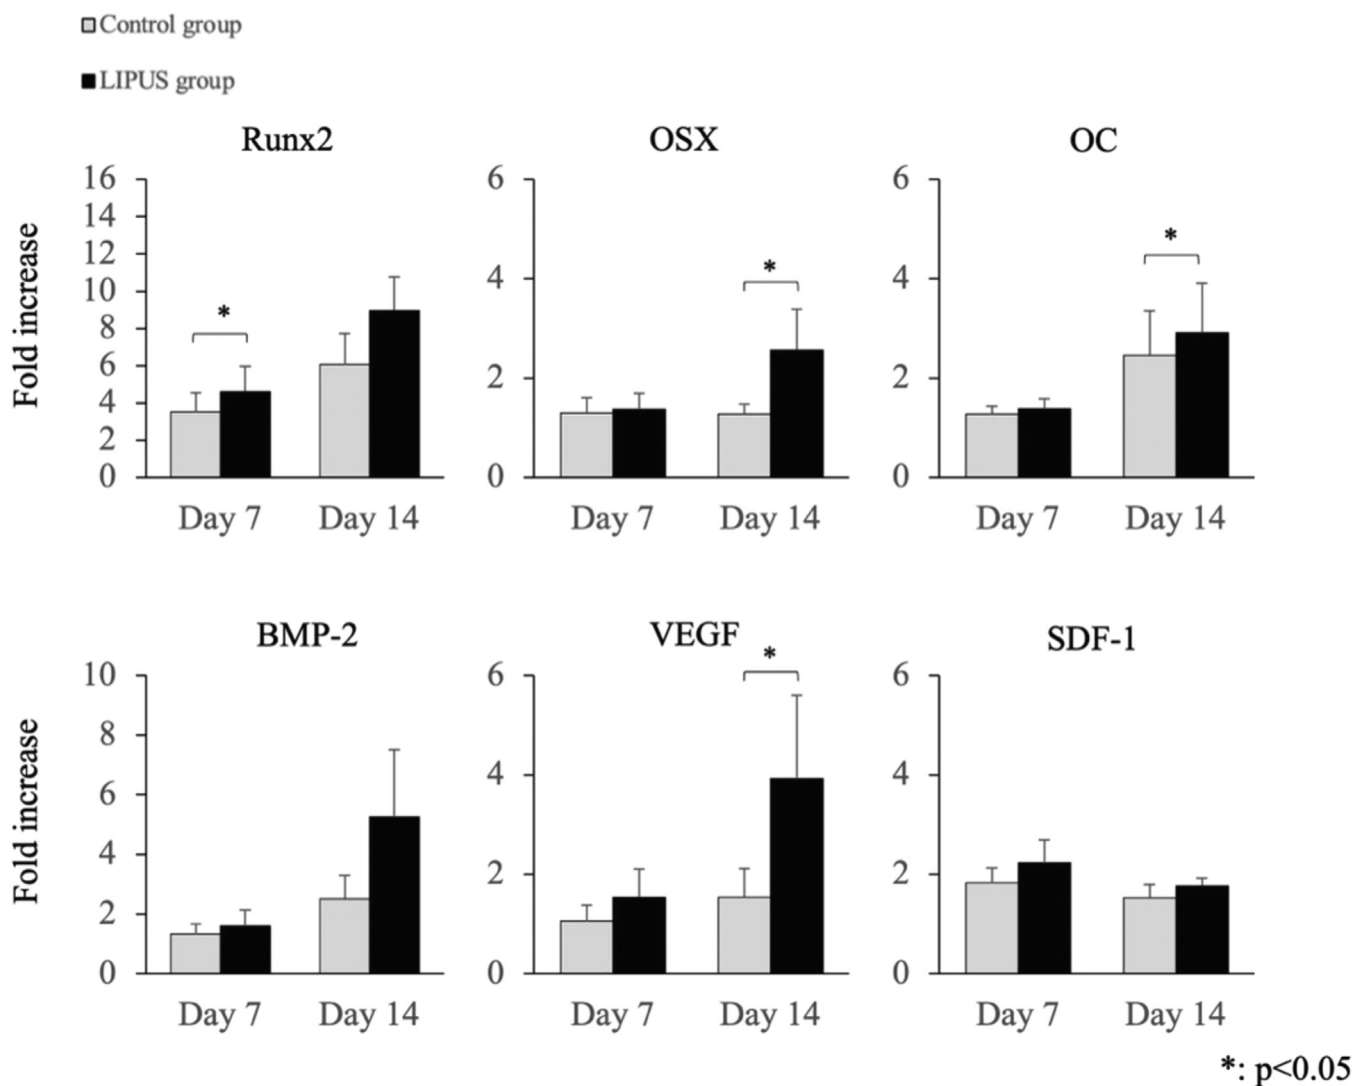 Control group
LIPUS group
Runx2
OSX
OC
Fold increase
16
14
12
10
8
6
4
2
0
*
Day 7
Day 14
6
4
2
0
*
Day 7
Day 14
6
4
2
0
*
Day 7
Day 14
BMP-2
VEGF
SDF-1
Fold increase
10
8
6
4
2
0
Day 7
Day 14
6
4
2
0
*
Day 7
Day 14
6
4
2
0
Day 7
Day 14
*: p<0.05